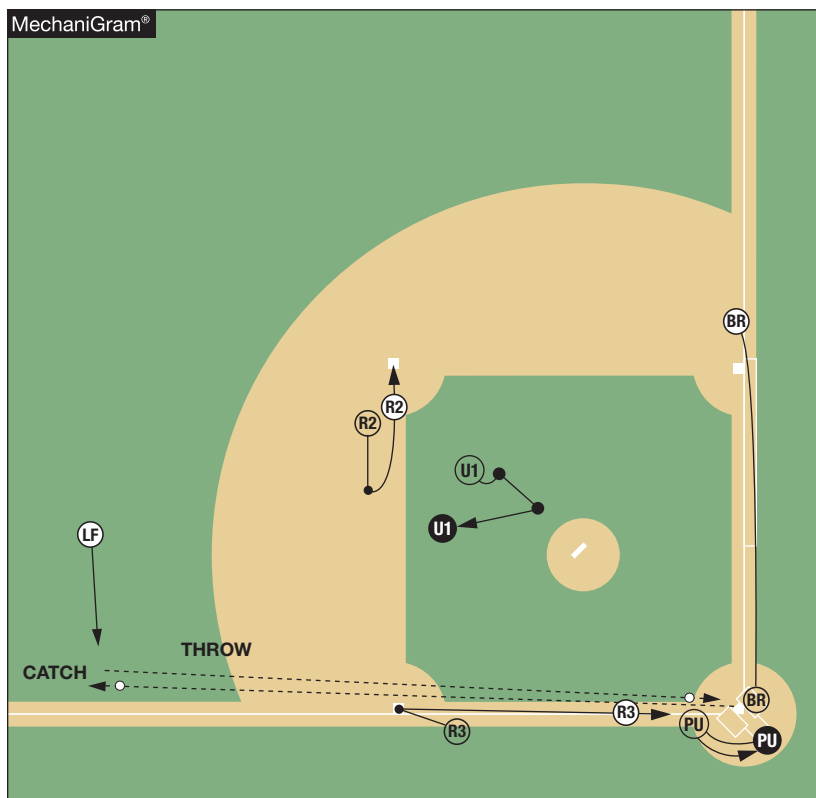 MechaniGram®
BR
R2
R2
U1
U1
LF
THROW
CATCH
BR
R3
PU
R3
PU